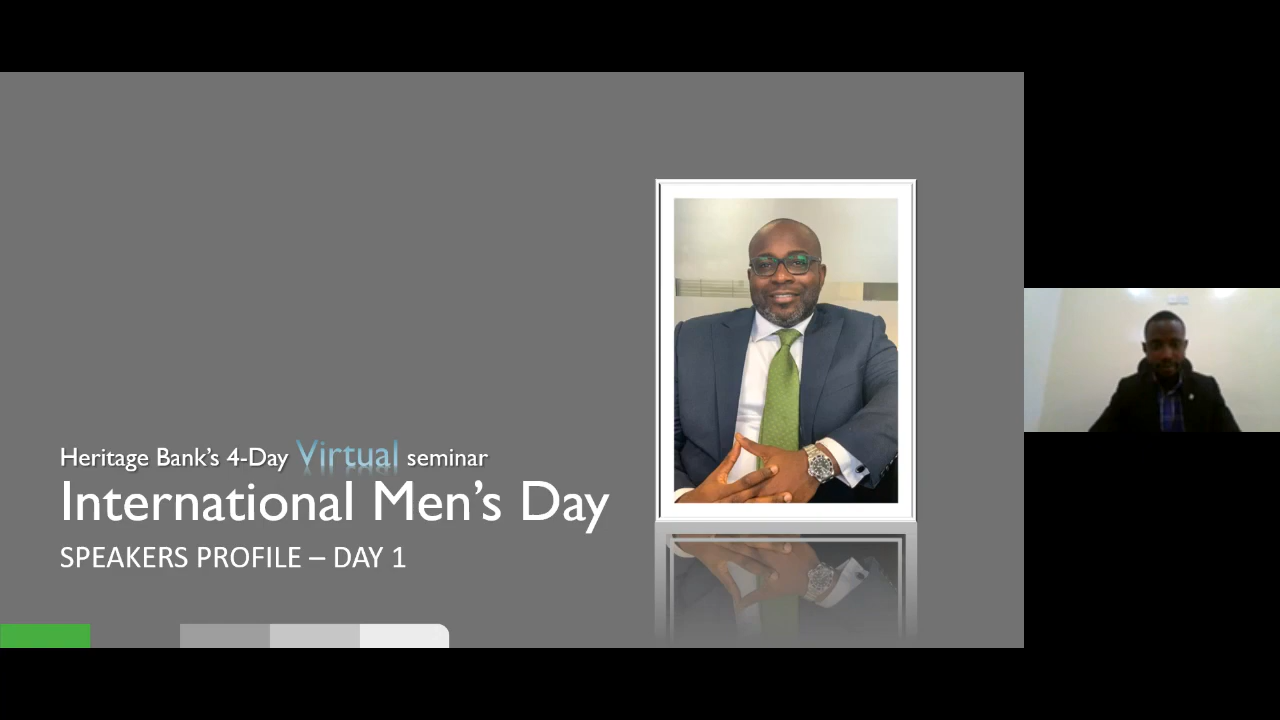 Heritage Bank’s 4-Day Virtual seminar
International Men’s Day
SPEAKERS PROFILE – DAY 1